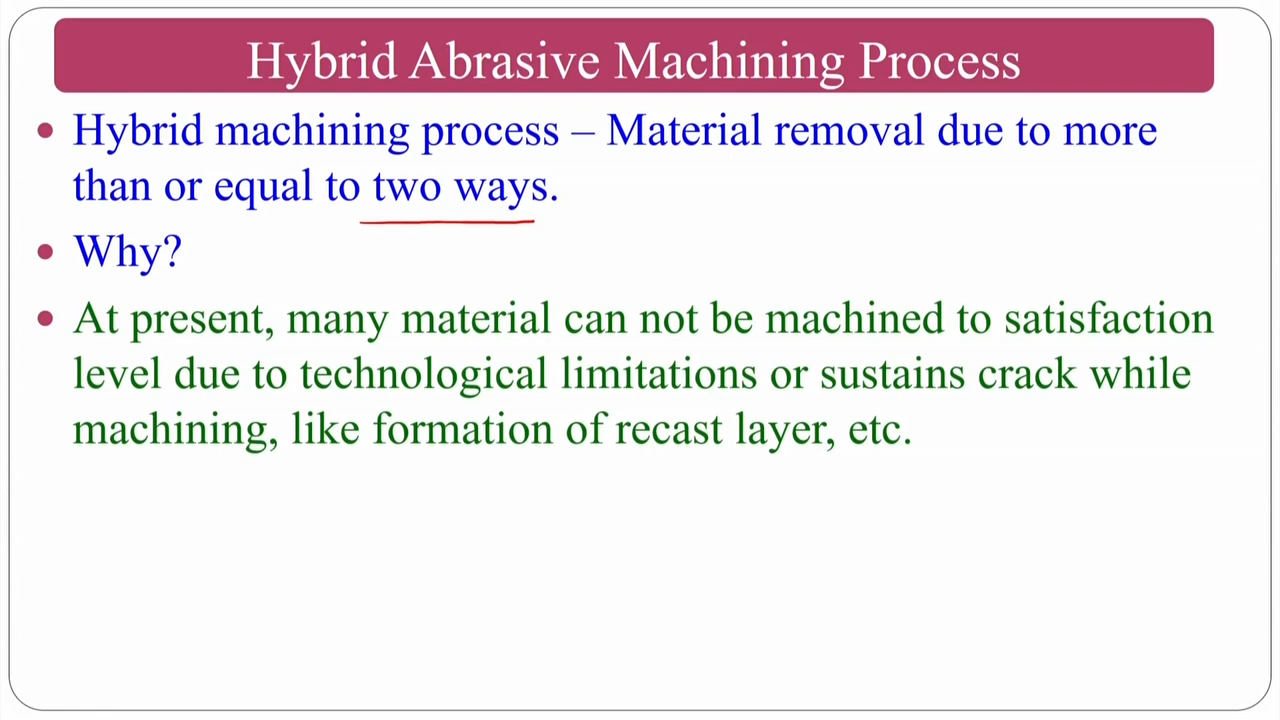 Hybrid Abrasive Machining Process
• Hybrid machining process – Material removal due to more
than or equal to two ways.
• Why?
• At present, many material can not be machined to satisfaction
level due to technological limitations or sustains crack while
machining, like formation of recast layer, etc.